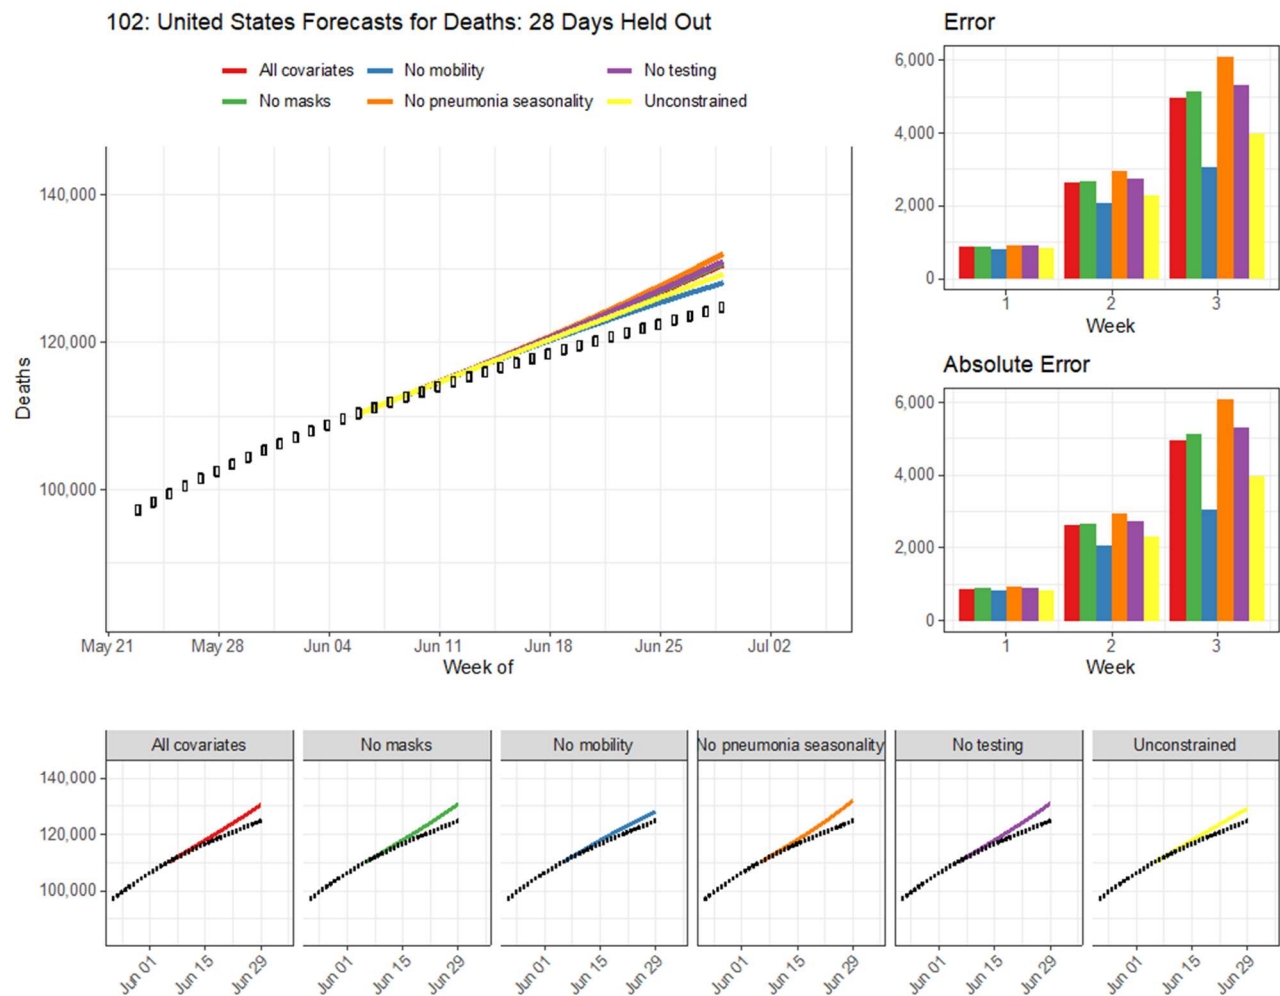 102: United States Forecasts for Deaths: 28 Days Held Out
All covariates No mobility No testing
No masks No pneumonia seasonality Unconstrained
140,000
120,000
100,000
Deaths
May 21 May 28 Jun 04 Jun 11 Jun 18 Jun 25 Jul 02
Week of
Error
6,000
4,000
2,000
0
1 2 3
Week
Absolute Error
6,000
4,000
2,000
0
1 2 3
Week
All covariates No masks No mobility No pneumonia seasonality No testing Unconstrained
140,000
120,000
100,000
Jun 01 Jun 15 Jun 29 Jun 01 Jun 15 Jun 29 Jun 01 Jun 15 Jun 29 Jun 01 Jun 15 Jun 29 Jun 01 Jun 15 Jun 29 Jun 01 Jun 15 Jun 29